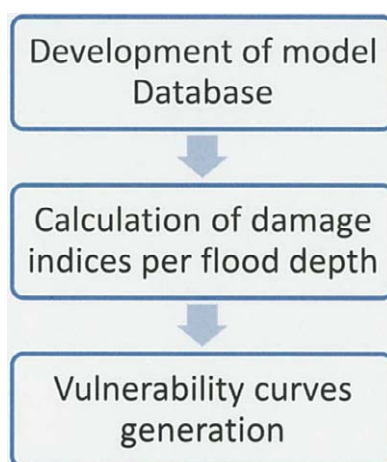 Development of model
Database
Calculation of damage
indices per flood depth
Vulnerability curves
generation